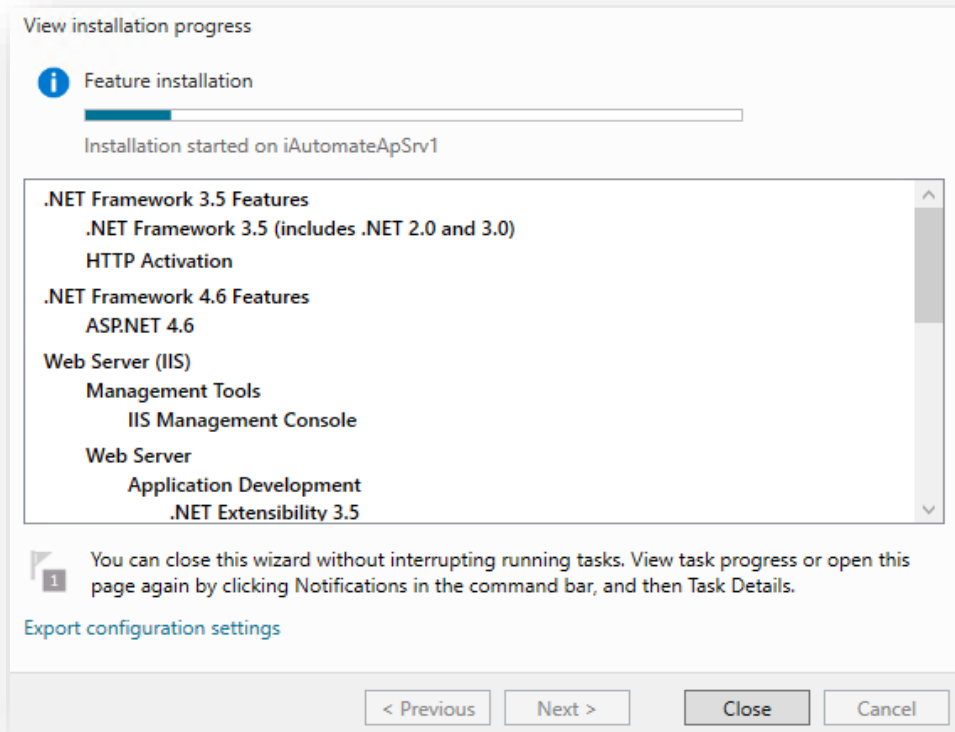 View installation progress
Feature installation
Installation started on iAutomateApSrv1
.NET Framework 3.5 Features
.NET Framework 3.5 (includes .NET 2.0 and 3.0)
HTTP Activation
.NET Framework 4.6 Features
ASP.NET 4.6
Web Server (IIS)
Management Tools
IIS Management Console
Web Server
Application Development
.NET Extensibility 3.5
You can close this wizard without interrupting running tasks. View task progress or open this
1 page again by clicking Notifications in the command bar, and then Task Details.
Export configuration settings
< Previous Next > Close Cancel